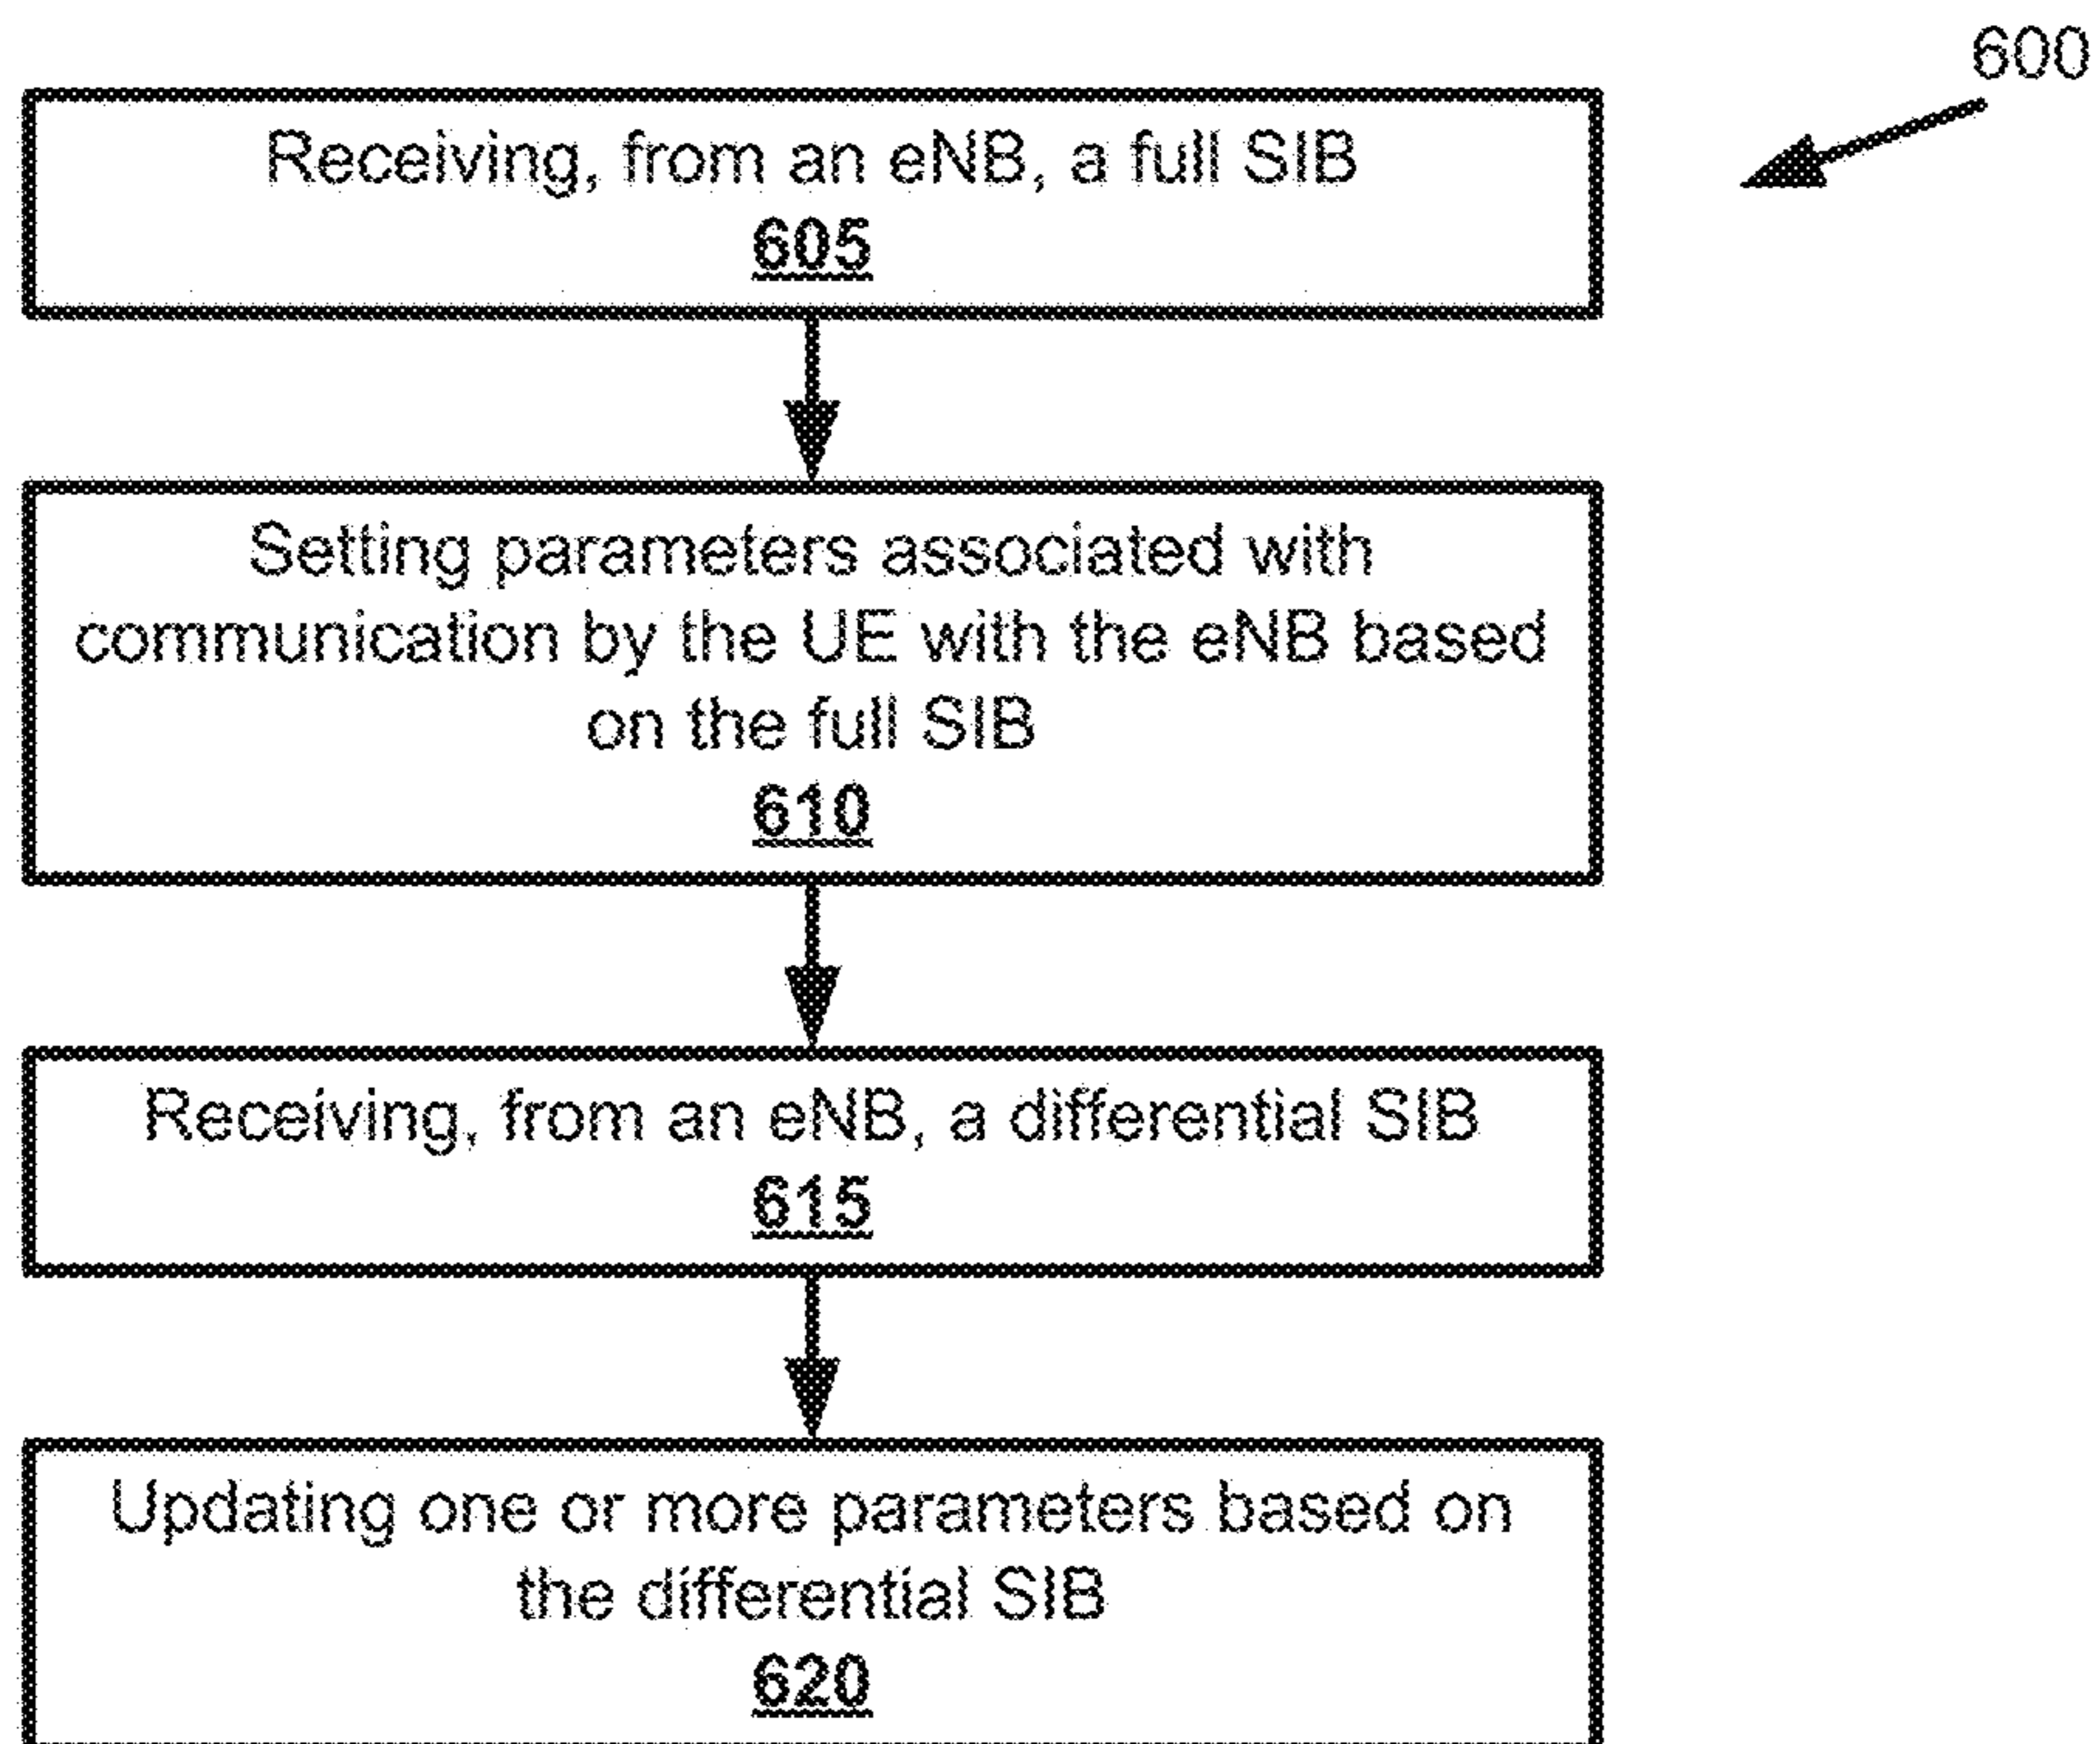 600
Receiving, from an eNB, a full SIB
605
Setting parameters associated with
communication by the UE with the eNB based
on the full SIB
610
Receiving, from an eNB, a differential SIB
615
Updating one or more parameters based on
the differential SIB
620